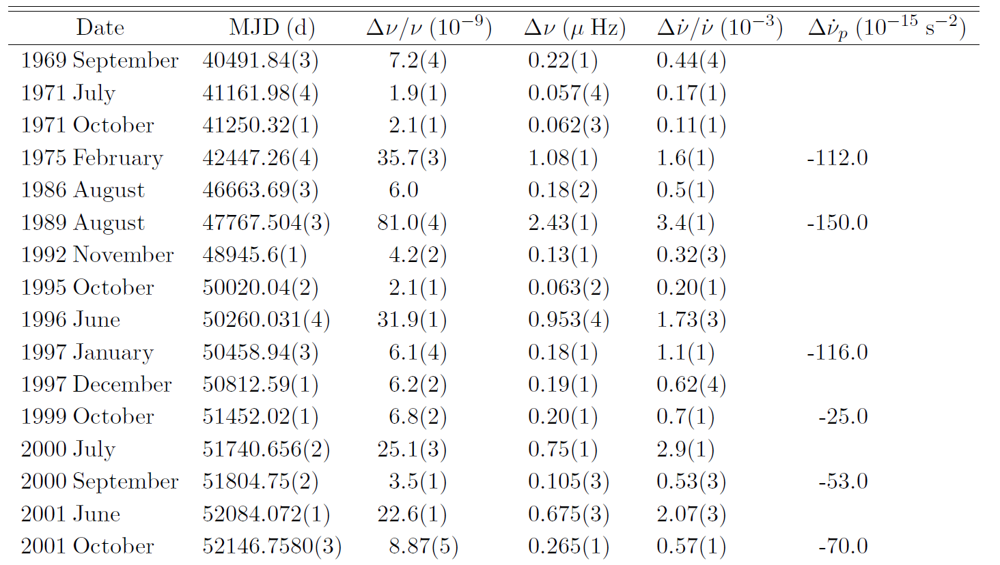 Date MJD (d) Δν/ν (10⁻⁹) Δν (μ Hz) Δν̇/ν̇ (10⁻³) Δν̇ₚ (10⁻¹⁵ s⁻²)
1969 September 40491.84(3) 7.2(4) 0.22(1) 0.44(4)
1971 July 41161.98(4) 1.9(1) 0.057(4) 0.17(1)
1971 October 41250.32(1) 2.1(1) 0.062(3) 0.11(1)
1975 February 42447.26(4) 35.7(3) 1.08(1) 1.6(1) -112.0
1986 August 46663.69(3) 6.0 0.18(2) 0.5(1)
1989 August 47767.504(3) 81.0(4) 2.43(1) 3.4(1) -150.0
1992 November 48945.6(1) 4.2(2) 0.13(1) 0.32(3)
1995 October 50020.04(2) 2.1(1) 0.063(2) 0.20(1)
1996 June 50260.031(4) 31.9(1) 0.953(4) 1.73(3)
1997 January 50458.94(3) 6.1(4) 0.18(1) 1.1(1) -116.0
1997 December 50812.59(1) 6.2(2) 0.19(1) 0.62(4)
1999 October 51452.02(1) 6.8(2) 0.20(1) 0.7(1) -25.0
2000 July 51740.656(2) 25.1(3) 0.75(1) 2.9(1)
2000 September 51804.75(2) 3.5(1) 0.105(3) 0.53(3) -53.0
2001 June 52084.072(1) 22.6(1) 0.675(3) 2.07(3)
2001 October 52146.7580(3) 8.87(5) 0.265(1) 0.57(1) -70.0